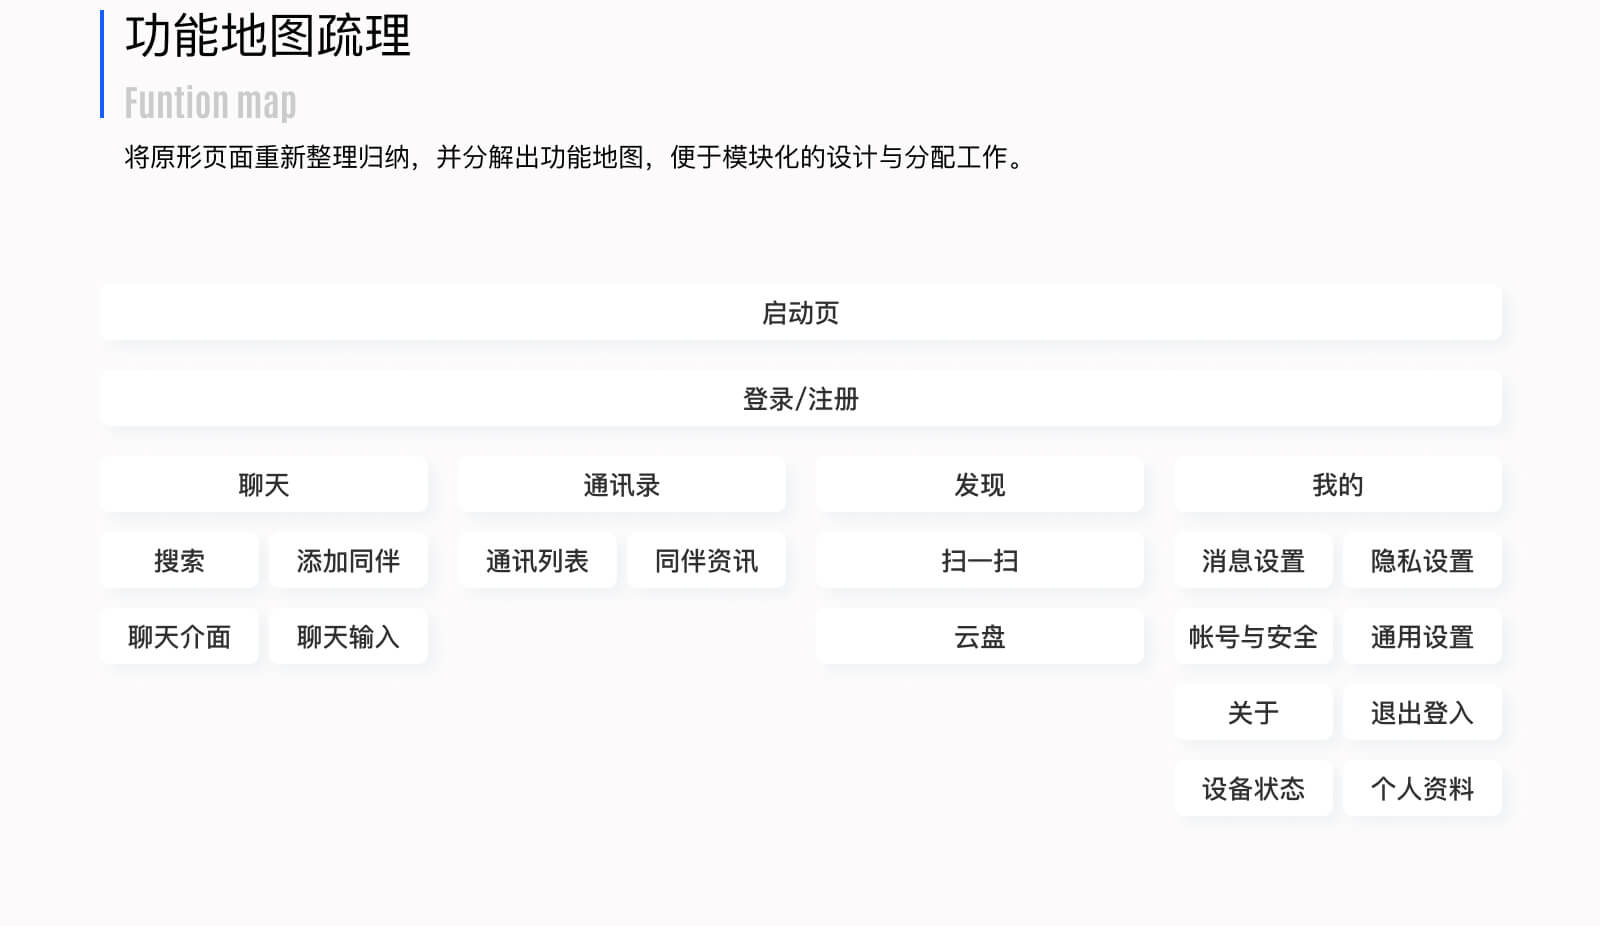 功能地图疏理
Funtion map
将原形页面重新整理归纳，并分解出功能地图，便于模块化的设计与分配工作。
启动页
登录/注册
聊天 通讯录 发现 我的
搜索 添加同伴 通讯列表 同伴资讯 扫一扫 消息设置 隐私设置
聊天介面 聊天输入 云盘 帐号与安全 通用设置
关于 退出登入
设备状态 个人资料